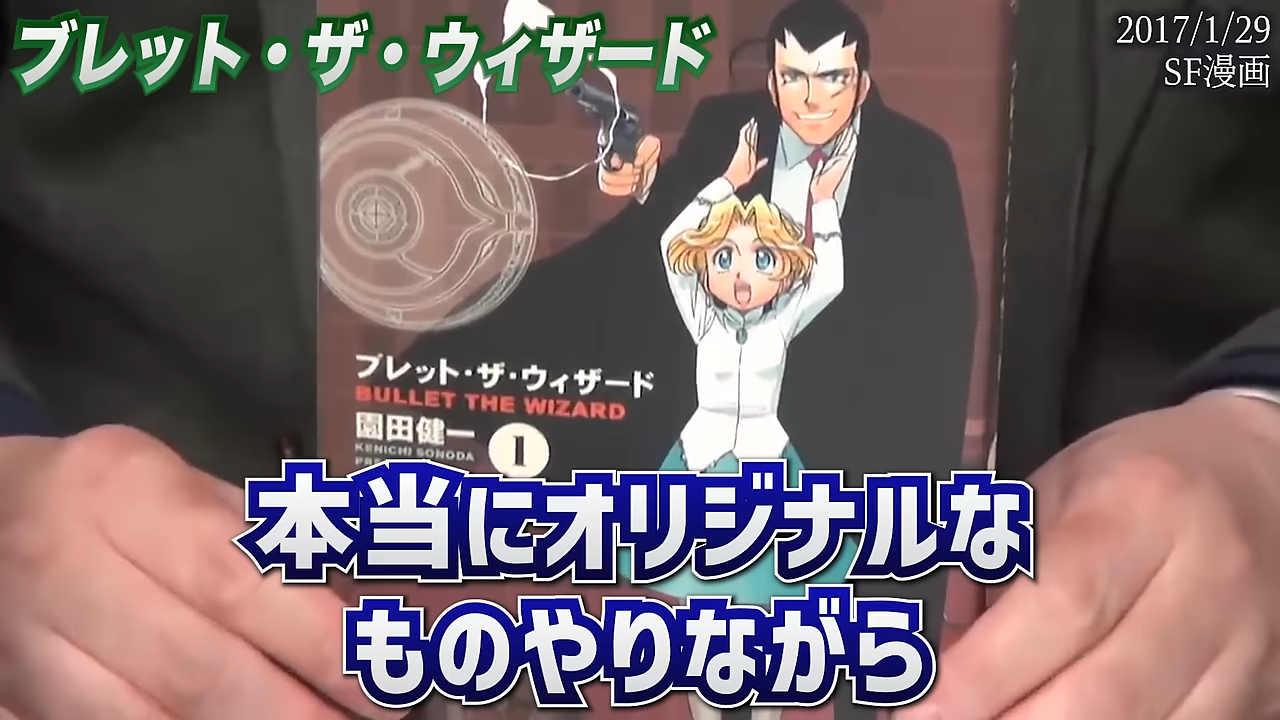 ブレット・ザ・ウィザード
2017/1/29
SF漫画
ブレット・ザ・ウィザード
BULLET THE WIZARD
園田健一
KENICHI SONODA
1
本当にオリジナルな
ものやりながら